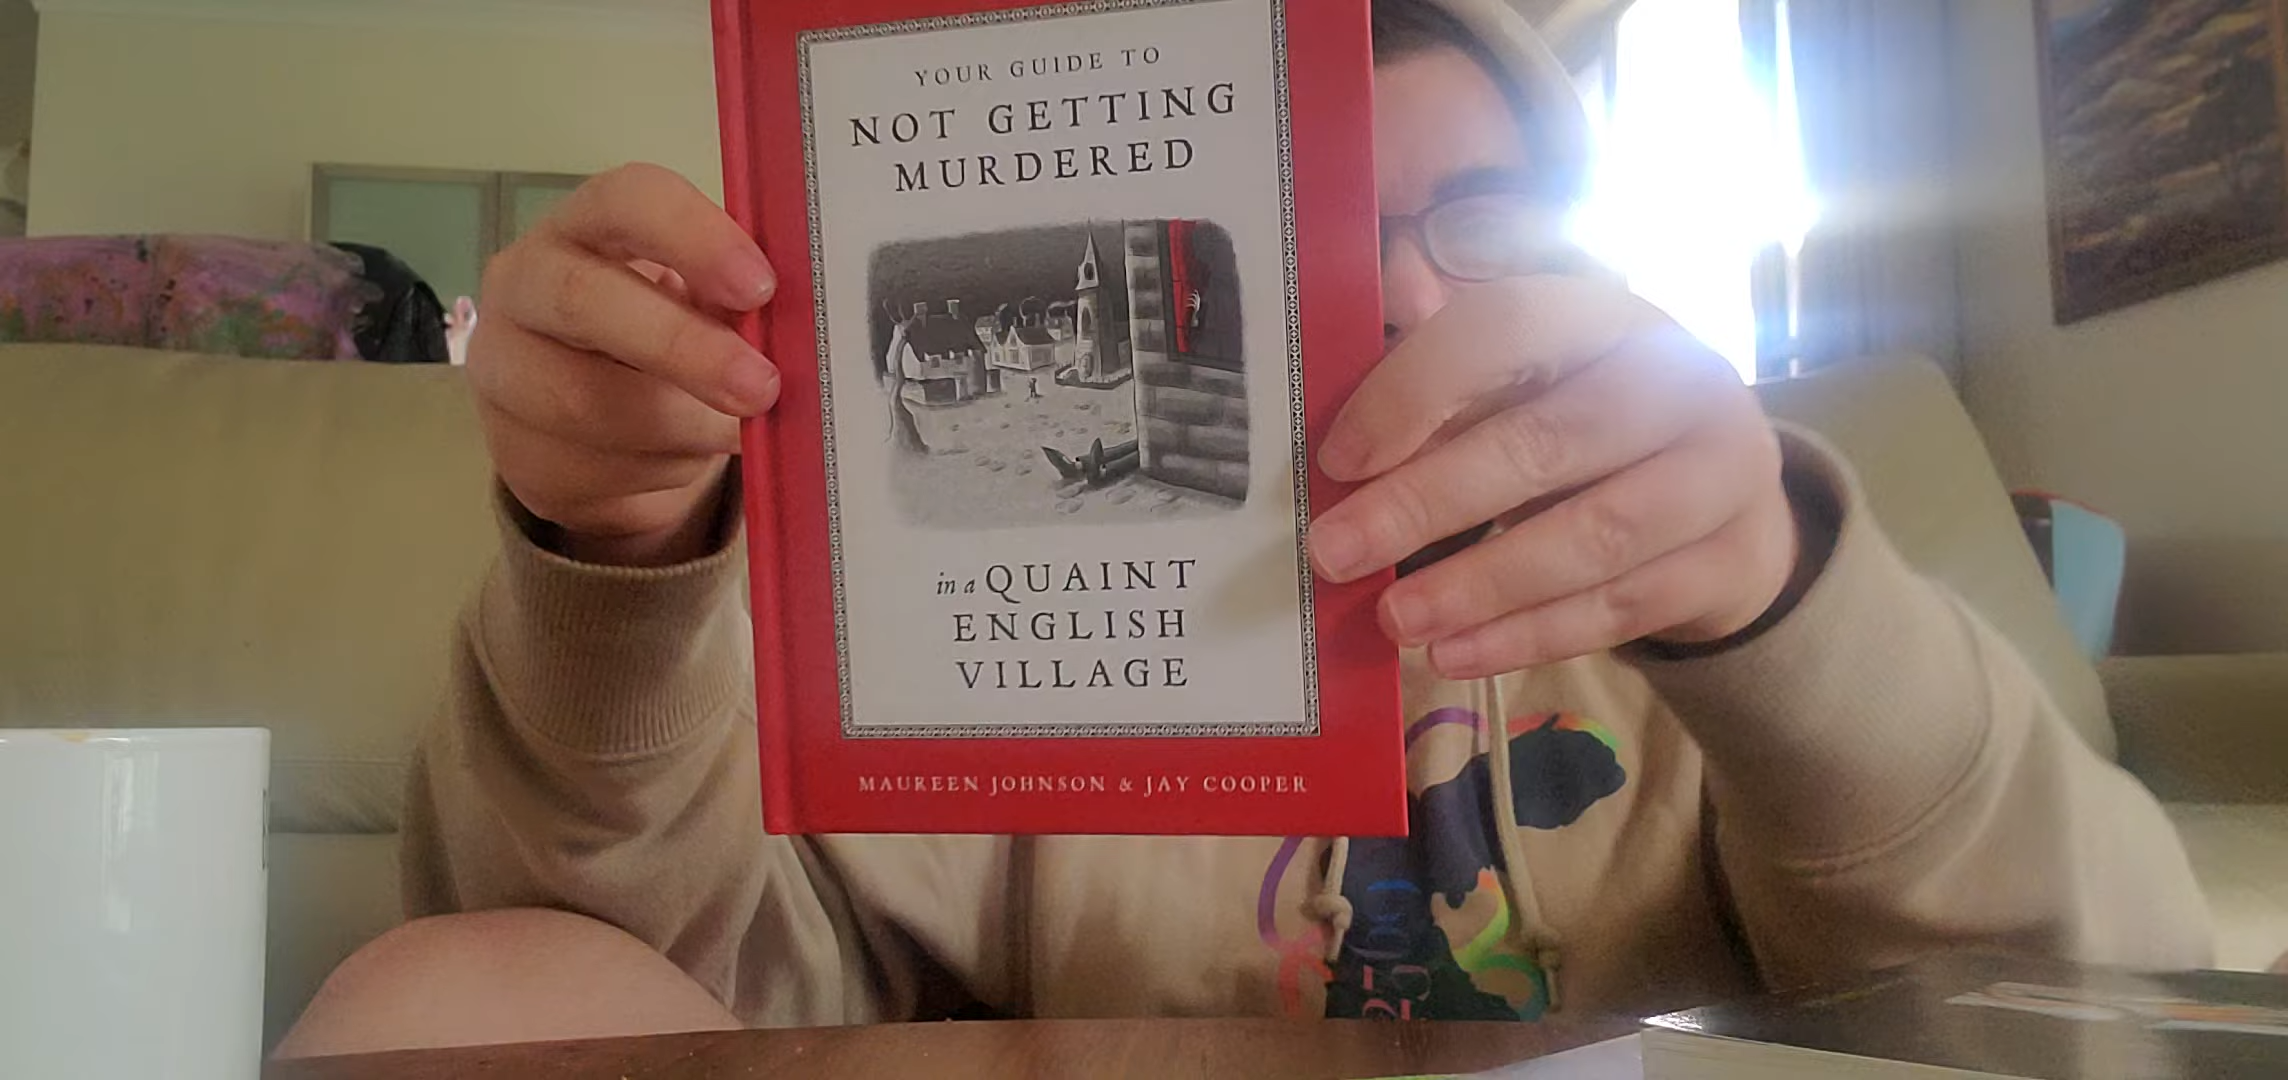 YOUR GUIDE TO
NOT GETTING
MURDERED
in a QUAINT
ENGLISH
VILLAGE
MAUREEN JOHNSON & JAY COOPER